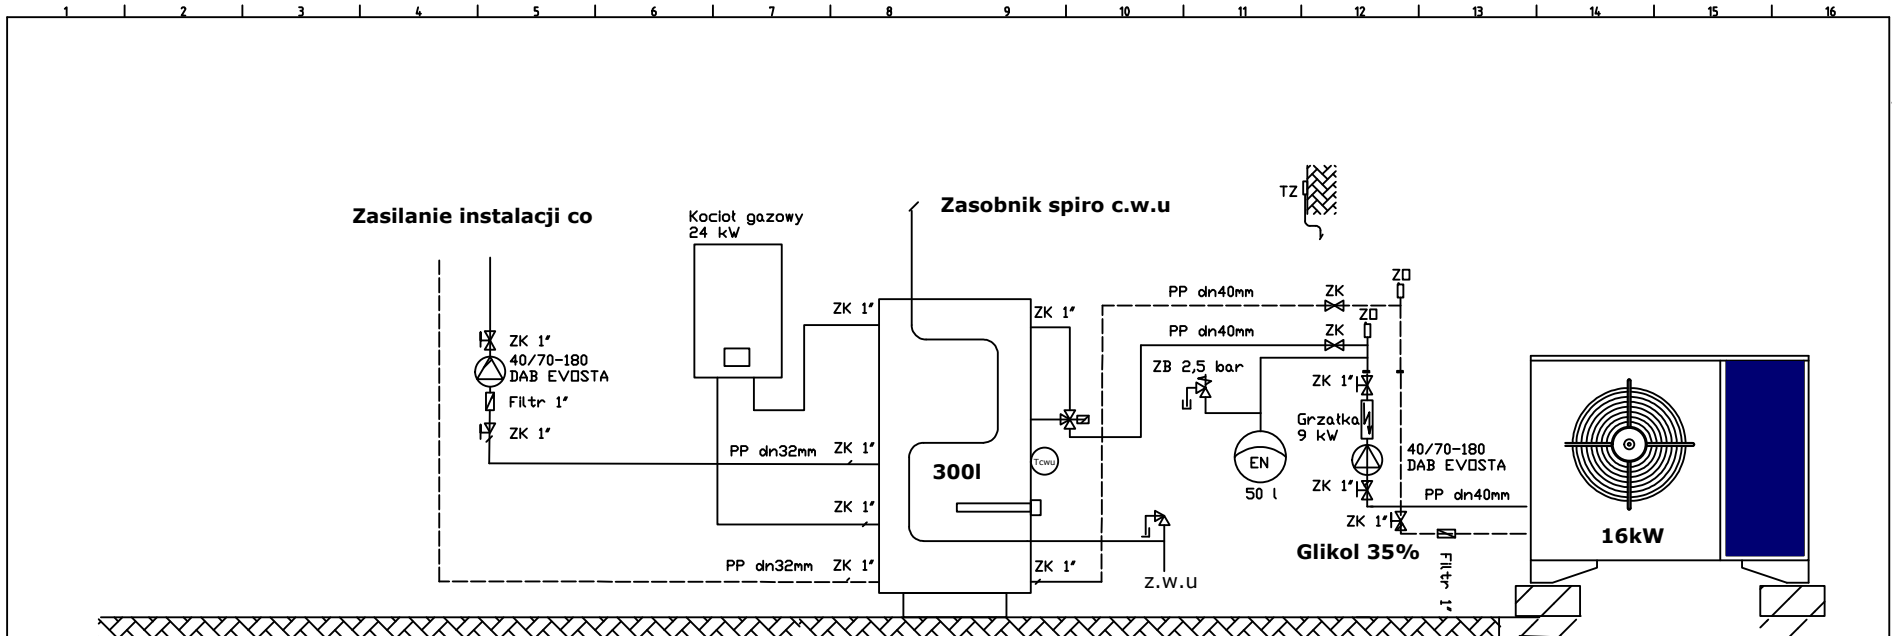 1 2 3 4 5 6 7 8 9 10 11 12 13 14 15 16
TZ
Zasilanie instalacji co
Kocioł gazowy
24 kW
Zasobnik spiro c.w.u
ZO
PP dn40mm
ZK
ZK 1"
ZK 1"
ZO
PP dn40mm
ZK
ZK 1"
40/70-180
DAB EVOSTA
Filtr 1"
ZK 1"
ZB 2,5 bar
ZK 1"
Grzałka
9 kW
PP dn32mm
ZK 1"
300l
Tcwu
EN
50 l
40/70-180
DAB EVOSTA
ZK 1"
PP dn40mm
ZK 1"
ZK 1"
Glikol 35%
16kW
Filtr 1"
PP dn32mm
ZK 1"
ZK 1"
z.w.u